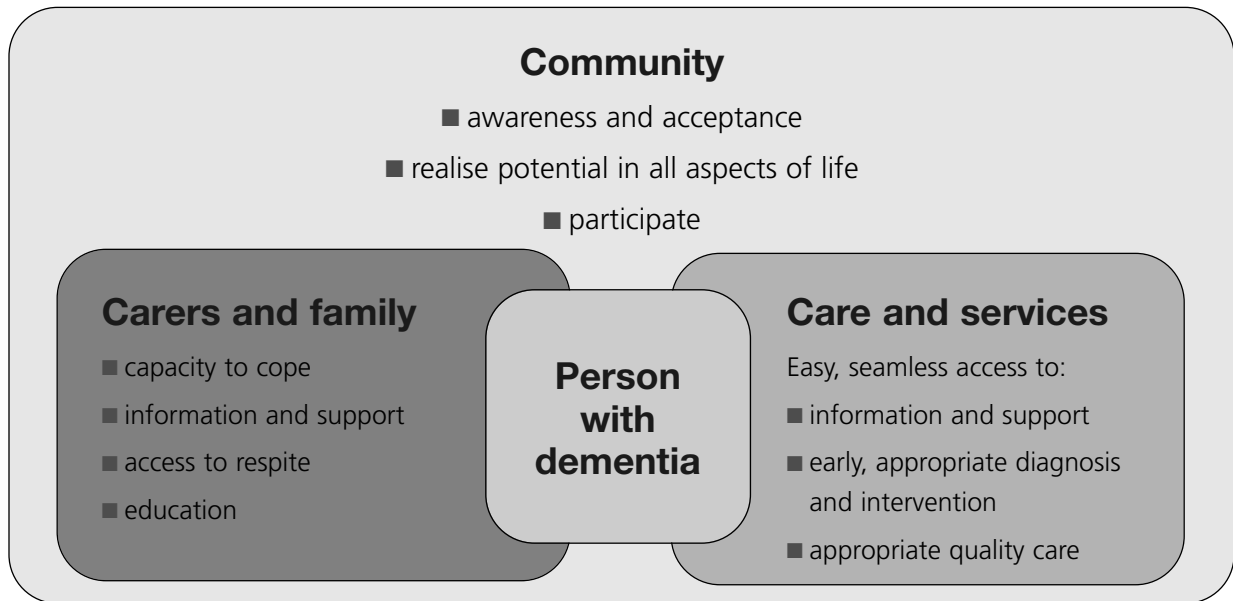 Community
■ awareness and acceptance
■ realise potential in all aspects of life
■ participate
Carers and family
■ capacity to cope
■ information and support
■ access to respite
■ education
Person
with
dementia
Care and services
Easy, seamless access to:
■ information and support
■ early, appropriate diagnosis
and intervention
■ appropriate quality care